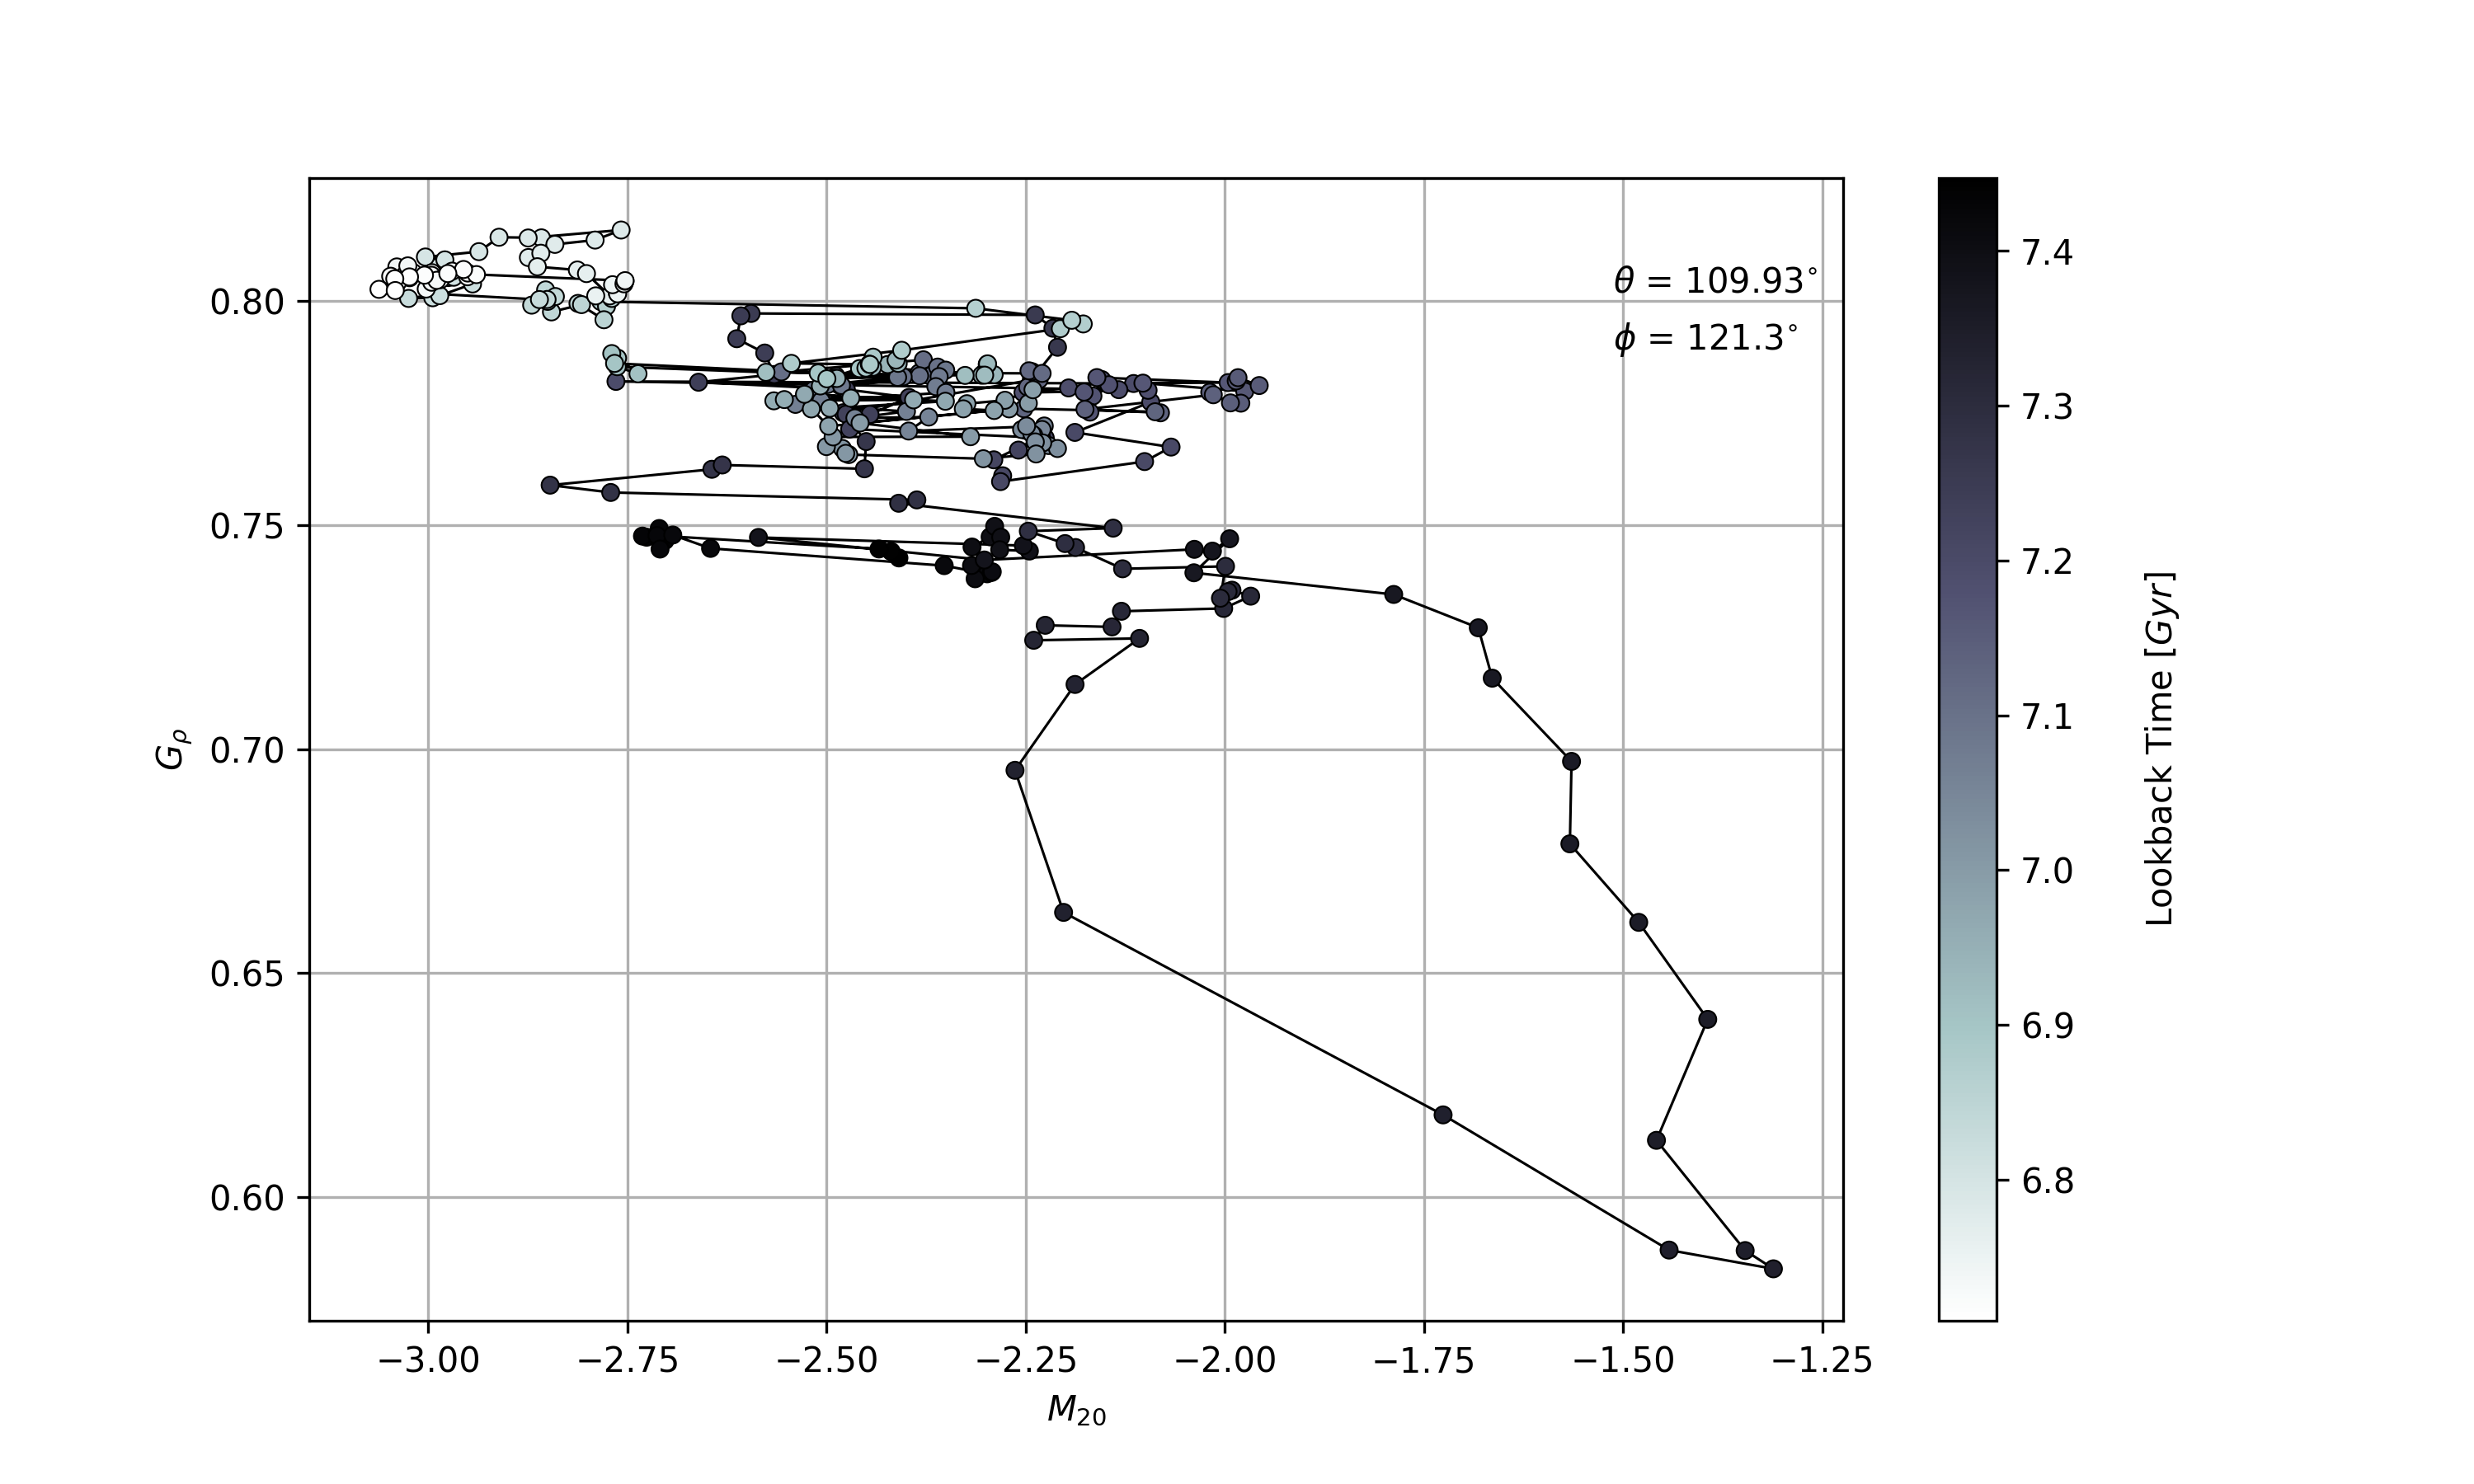 θ = 109.93°
ϕ = 121.3°
0.80
0.75
0.70
0.65
0.60
G_ρ
−3.00 −2.75 −2.50 −2.25 −2.00 −1.75 −1.50 −1.25
M_20
7.4
7.3
7.2
7.1
7.0
6.9
6.8
Lookback Time [Gyr]